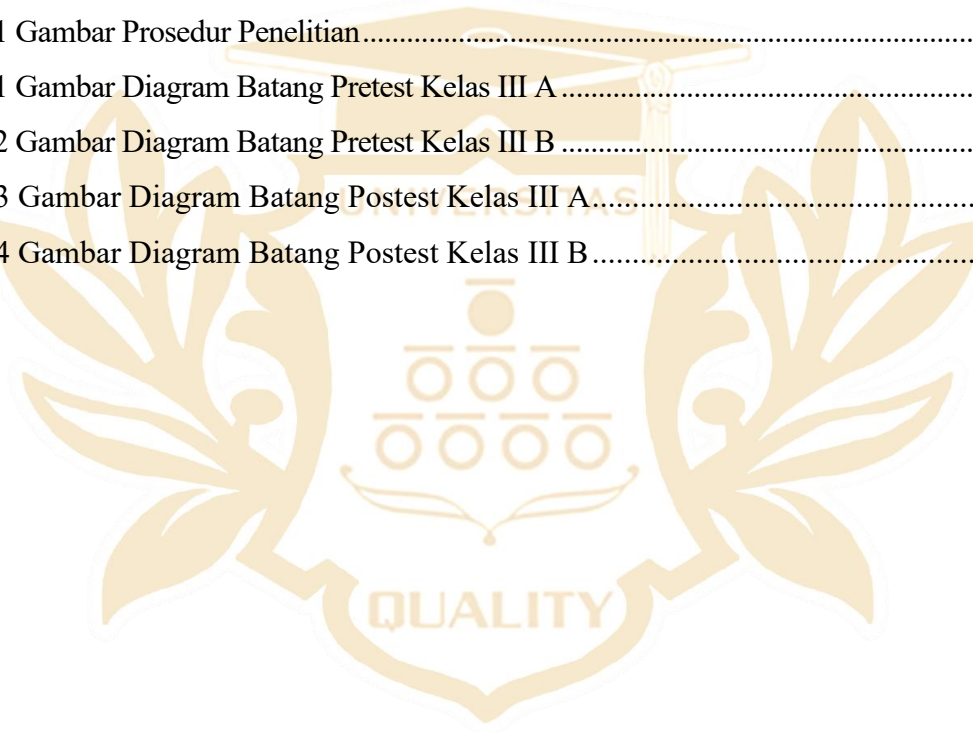 1 Gambar Prosedur Penelitian........................................................................................
1 Gambar Diagram Batang Pretest Kelas III A.......................................................
2 Gambar Diagram Batang Pretest Kelas III B.......................................................
UNIVERSITAS
3 Gambar Diagram Batang Postest Kelas III A..................................................
4 Gambar Diagram Batang Postest Kelas III B..................................................
QUALITY